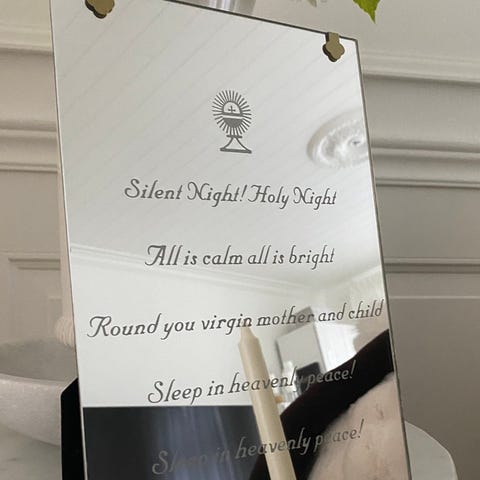 Silent Night! Holy Night
All is calm all is bright
Round you virgin mother and child
Sleep in heavenly peace!
Sleep in heavenly peace!